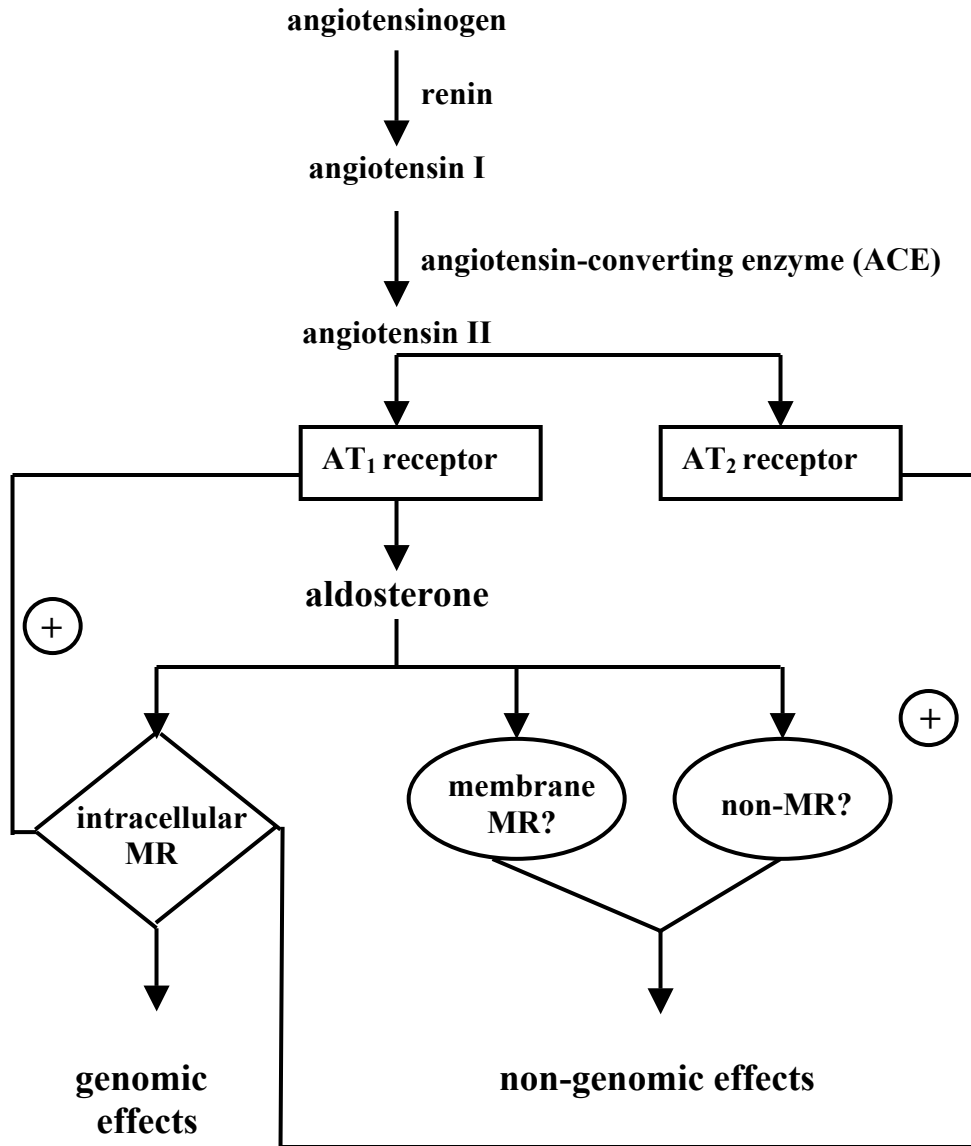 angiotensinogen
renin
angiotensin I
angiotensin-converting enzyme (ACE)
angiotensin II
AT₁ receptor
AT₂ receptor
aldosterone
+
+
intracellular
MR
membrane
MR?
non-MR?
genomic
effects
non-genomic effects